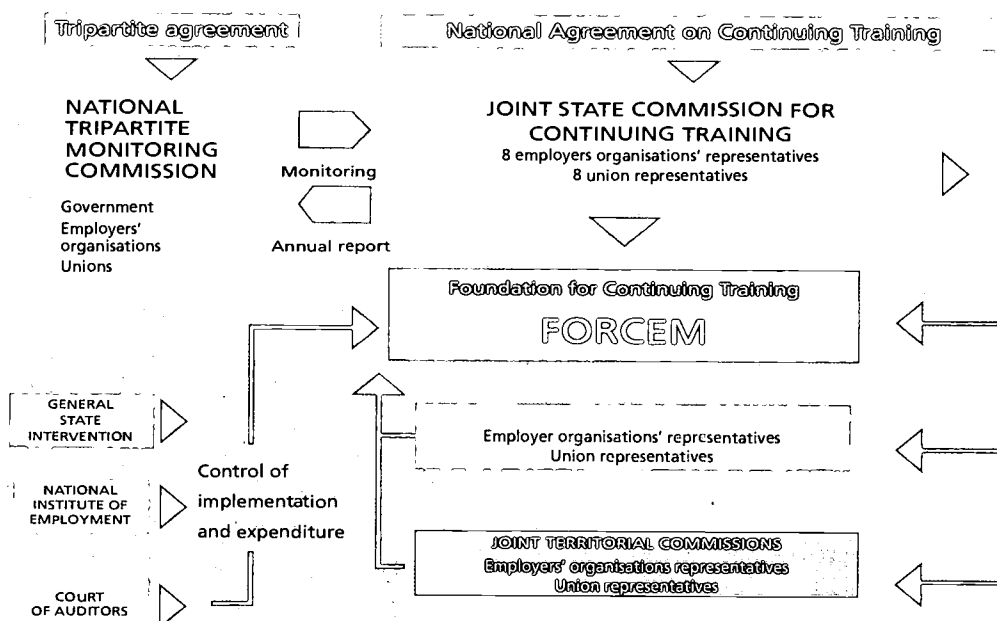 Tripartite agreement
National Agreement on Continuing Training
NATIONAL
TRIPARTITE
MONITORING
COMMISSION
Government
Employers'
organisations
Unions
Monitoring
Annual report
JOINT STATE COMMISSION FOR
CONTINUING TRAINING
8 employers organisations' representatives
8 union representatives
Foundation for Continuing Training
FORCEM
GENERAL
STATE
INTERVENTION
NATIONAL
INSTITUTE OF
EMPLOYMENT
COURT
OF AUDITORS
Control of
implementation
and expenditure
Employer organisations' representatives
Union representatives
JOINT TERRITORIAL COMMISSIONS
Employers' organisations representatives
Union representatives